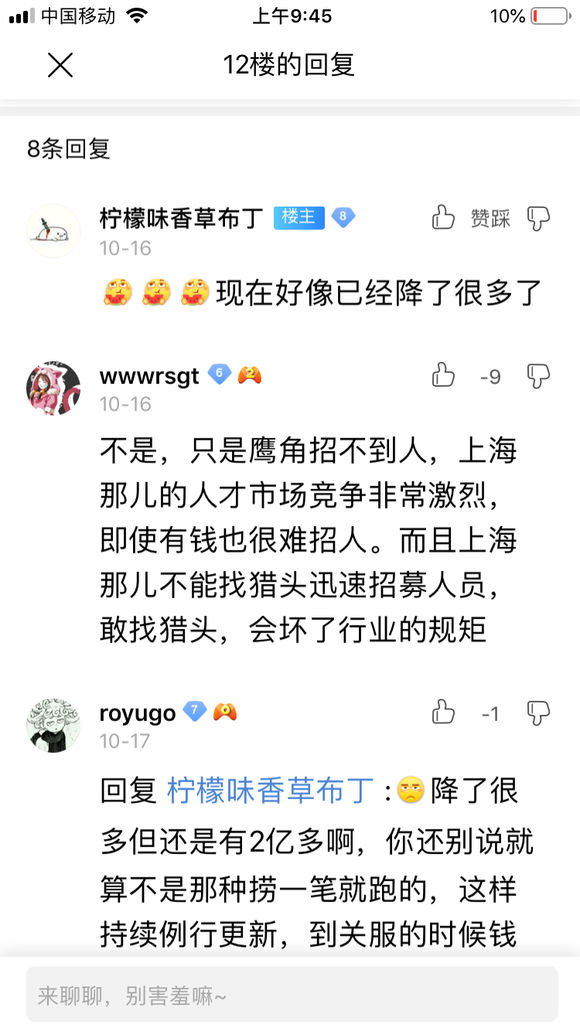 中国移动
上午9:45
10%
12楼的回复
8条回复
柠檬味香草布丁 楼主 8
赞踩
10-16
现在好像已经降了很多了
wwwrsgt 6 2
-9
10-16
不是，只是鹰角招不到人，上海
那儿的人才市场竞争非常激烈，
即使有钱也很难招人。而且上海
那儿不能找猎头迅速招募人员，
敢找猎头，会坏了行业的规矩
royugo 7
-1
10-17
回复 柠檬味香草布丁 :降了很
多但还是有2亿多啊，你还别说就
算不是那种捞一笔就跑的，这样
持续例行更新，到关服的时候钱
来聊聊，别害羞嘛~